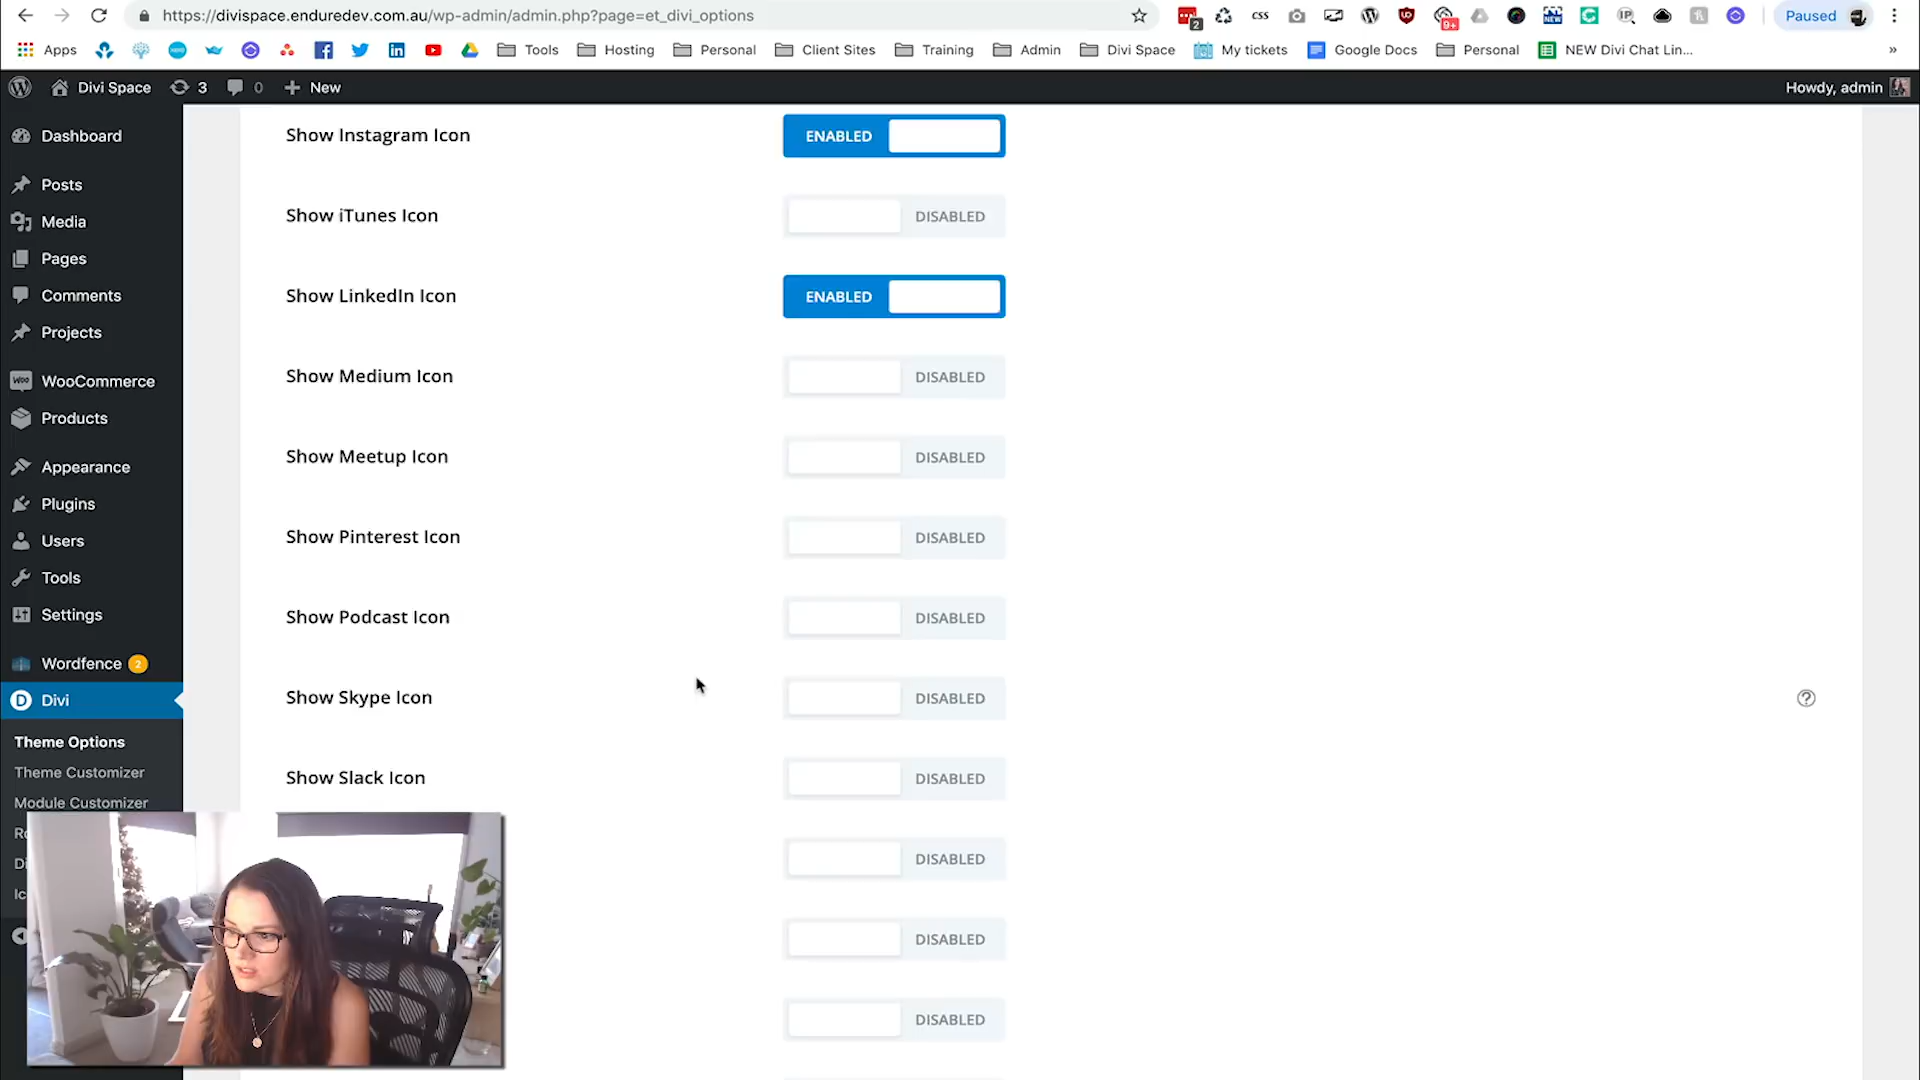 https://divispace.enduredev.com.au/wp-admin/admin.php?page=et_divi_options
2
css
9+
NEW
IP
Paused
Apps
Tools
Hosting
Personal
Client Sites
Training
Admin
Divi Space
My tickets
Google Docs
Personal
NEW Divi Chat Lin...
»
Divi Space
3
0
New
Howdy, admin
Dashboard
Posts
Media
Pages
Comments
Projects
WooCommerce
Products
Appearance
Plugins
Users
Tools
Settings
Wordfence 2
Divi
Theme Options
Theme Customizer
Module Customizer
Show Instagram Icon
ENABLED
Show iTunes Icon
DISABLED
Show LinkedIn Icon
ENABLED
Show Medium Icon
DISABLED
Show Meetup Icon
DISABLED
Show Pinterest Icon
DISABLED
Show Podcast Icon
DISABLED
Show Skype Icon
DISABLED
?
Show Slack Icon
DISABLED
DISABLED
DISABLED
DISABLED